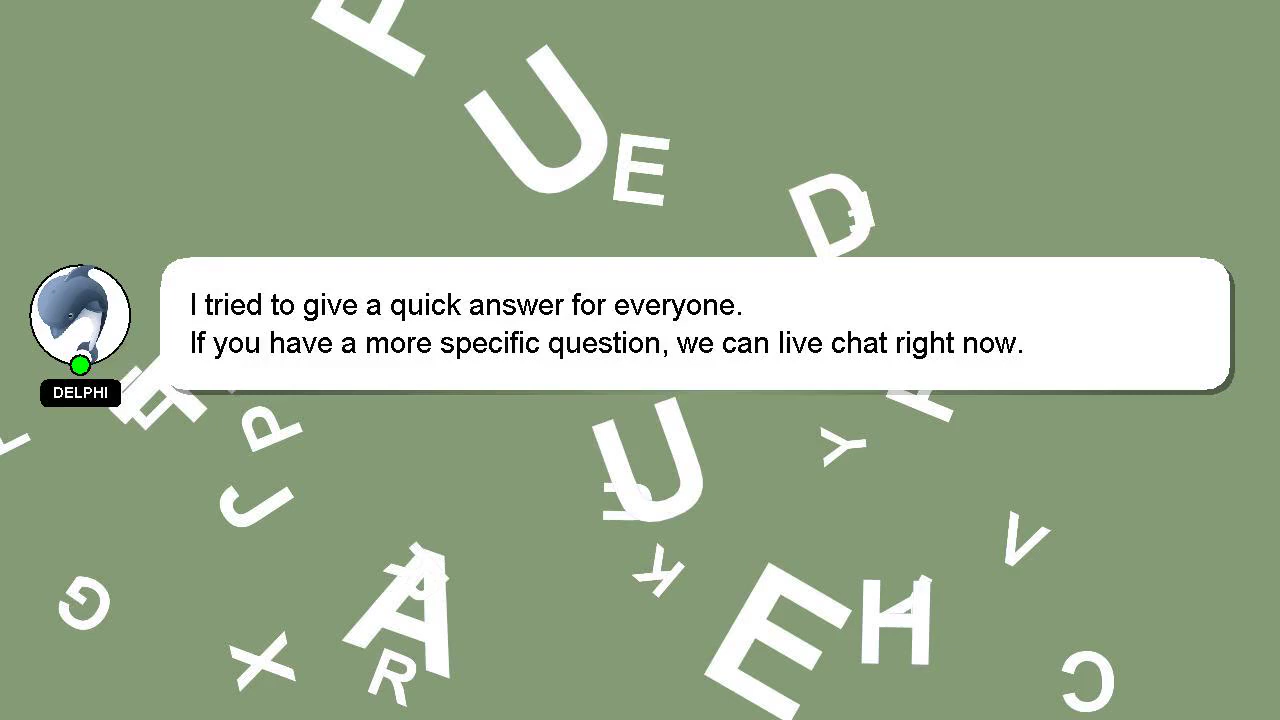 I tried to give a quick answer for everyone.
If you have a more specific question, we can live chat right now.
DELPHI
P
U
E
D
P
J
U
Y
V
K
G
A
E
H
X
R
C